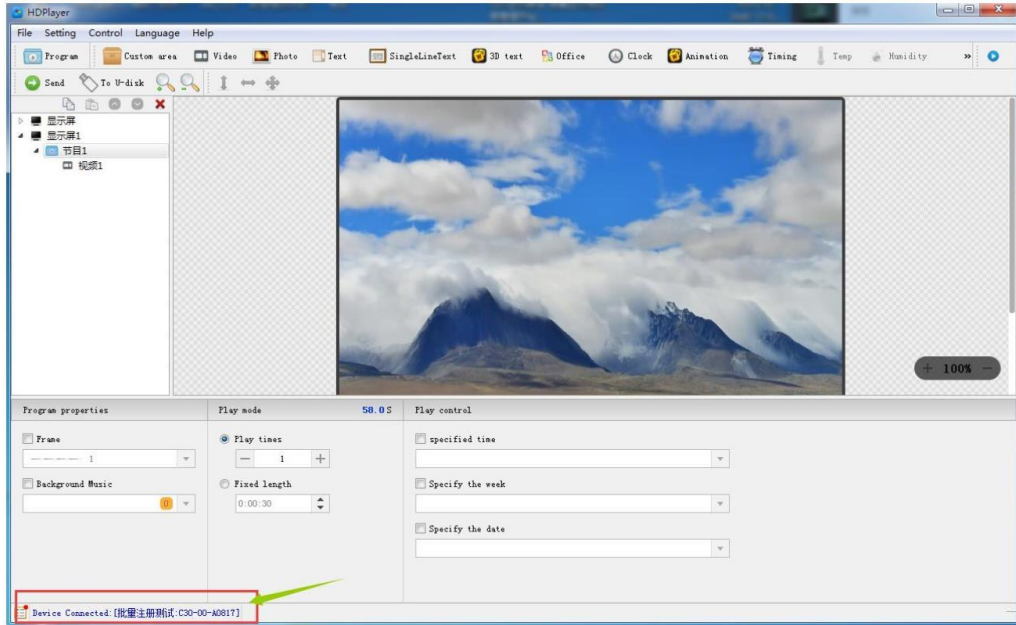 HDPlayer
File Setting Control Language Help
Program Custom area Video Photo Text SingleLineText 3D text Office Clock Animation Timing Temp Humidity »
Send To U-disk
显示屏
显示屏1
节目1
视频1
+ 100% −
Program properties Play mode 58.0S Play control
Frame Play times specified time
1 − 1 +
Background Music Fixed length Specify the week
0 0:00:30
Specify the date
Device Connected:[批量注册测试:C30-00-A0817]